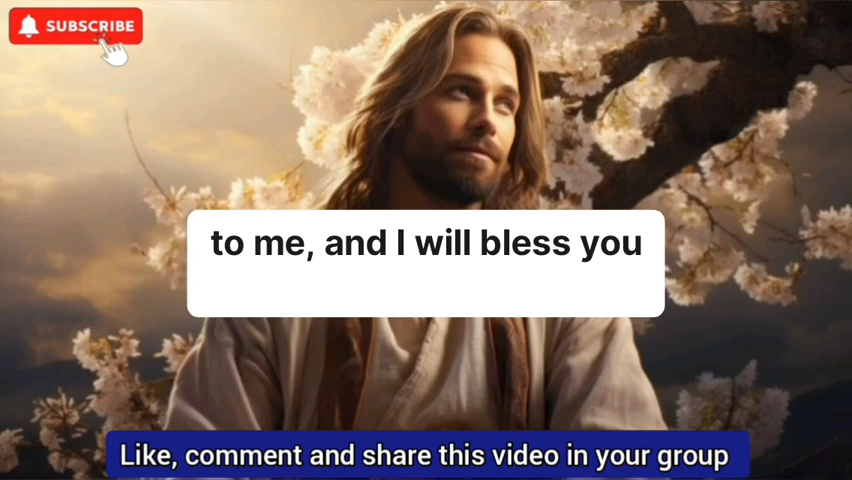 SUBSCRIBE
to me, and I will bless you
Like, comment and share this video in your group